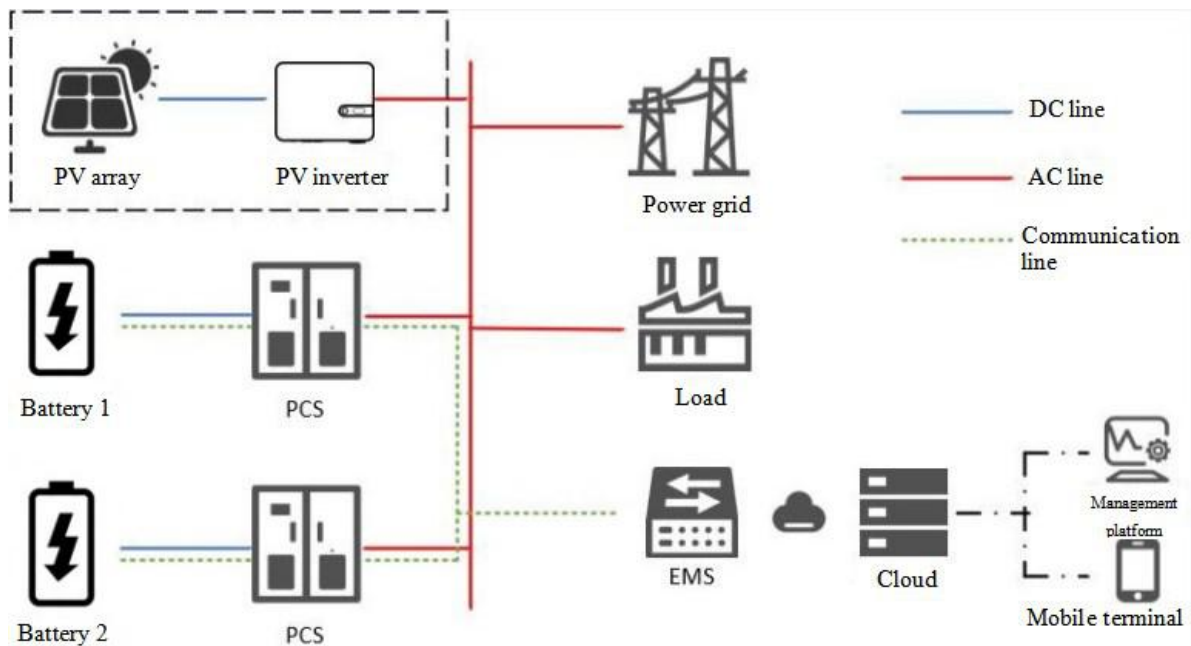 PV array
PV inverter
Power grid
DC line
AC line
Communication
line
Battery 1
PCS
Load
Battery 2
PCS
EMS
Cloud
Management
platform
Mobile terminal